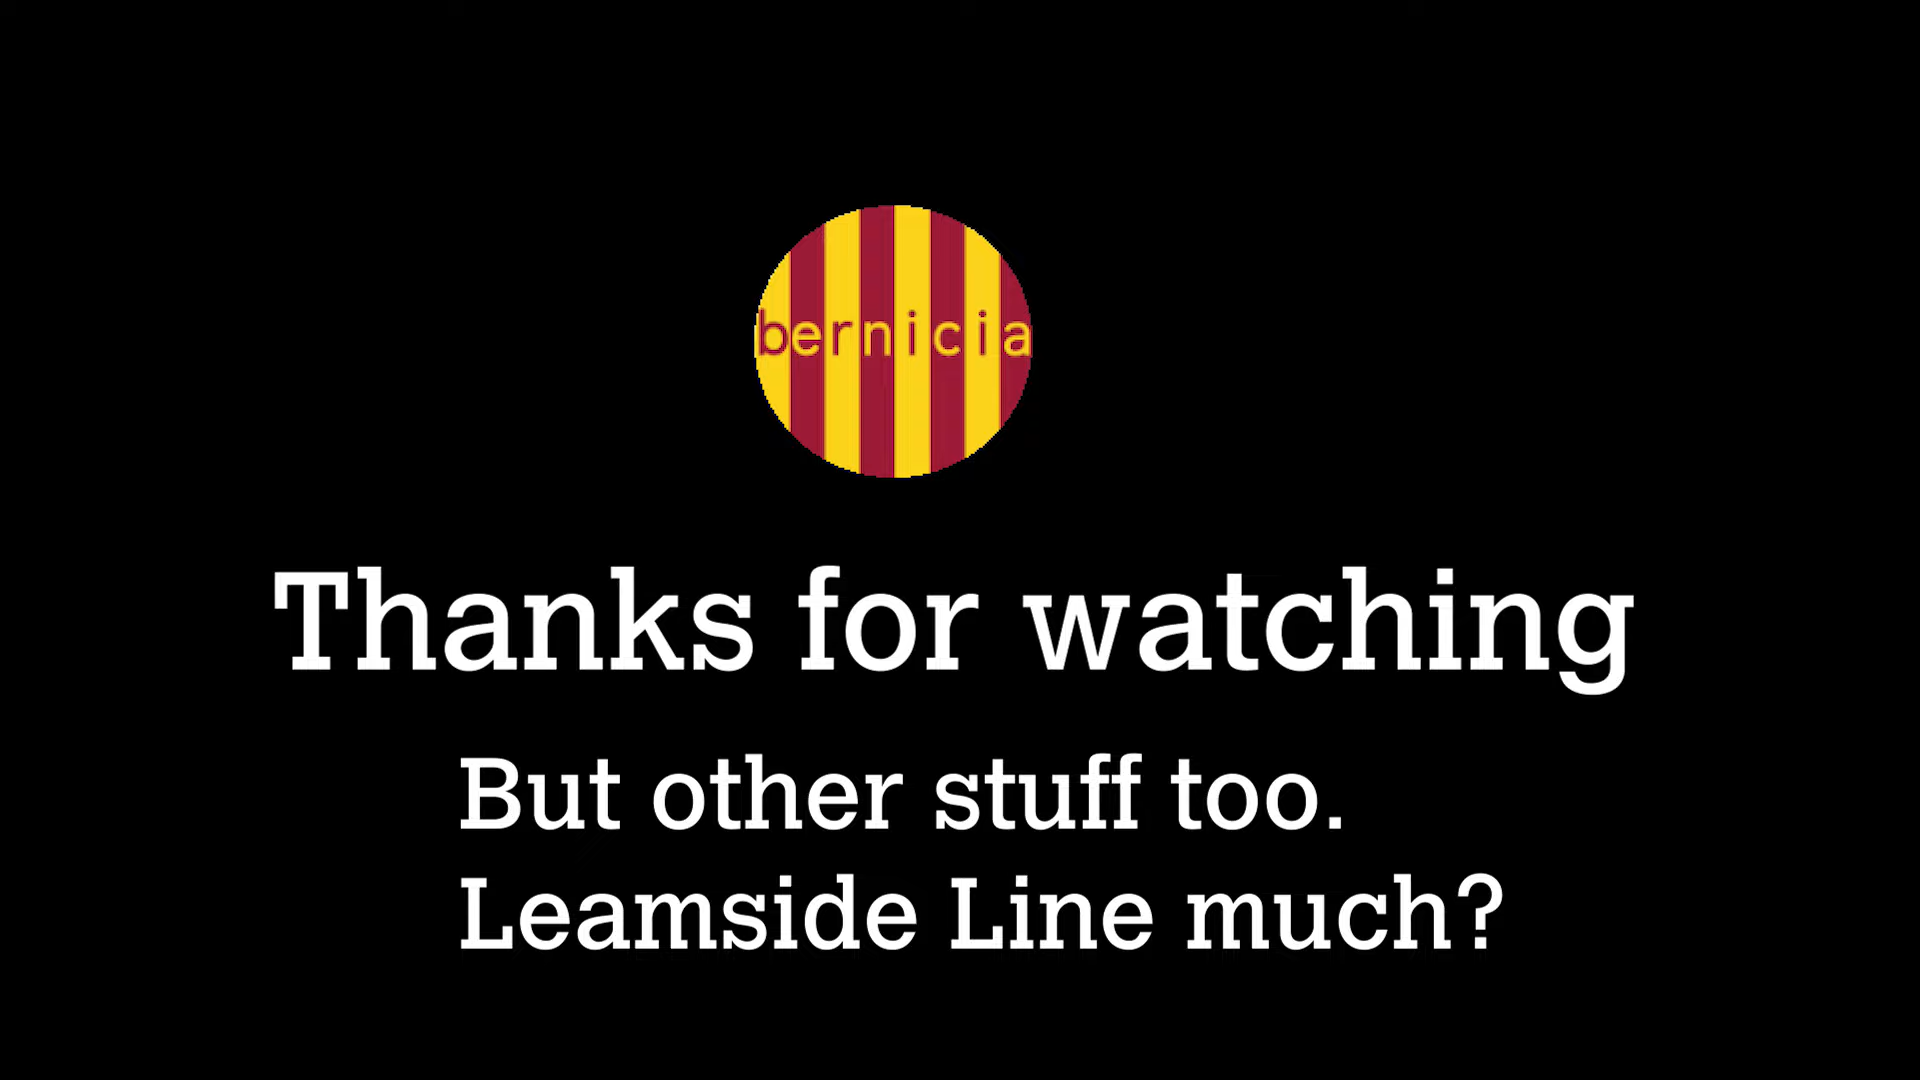 bernicia
Thanks for watching
But other stuff too.
Leamside Line much?